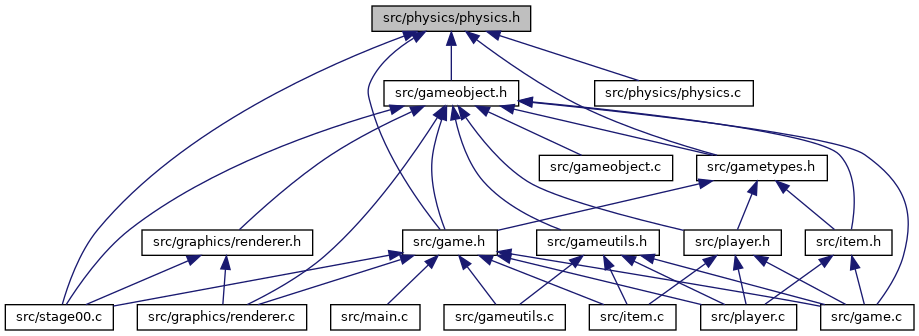 src/physics/physics.h
src/gameobject.h
src/physics/physics.c
src/gameobject.c
src/gametypes.h
src/graphics/renderer.h
src/game.h
src/gameutils.h
src/player.h
src/item.h
src/stage00.c
src/graphics/renderer.c
src/main.c
src/gameutils.c
src/item.c
src/player.c
src/game.c